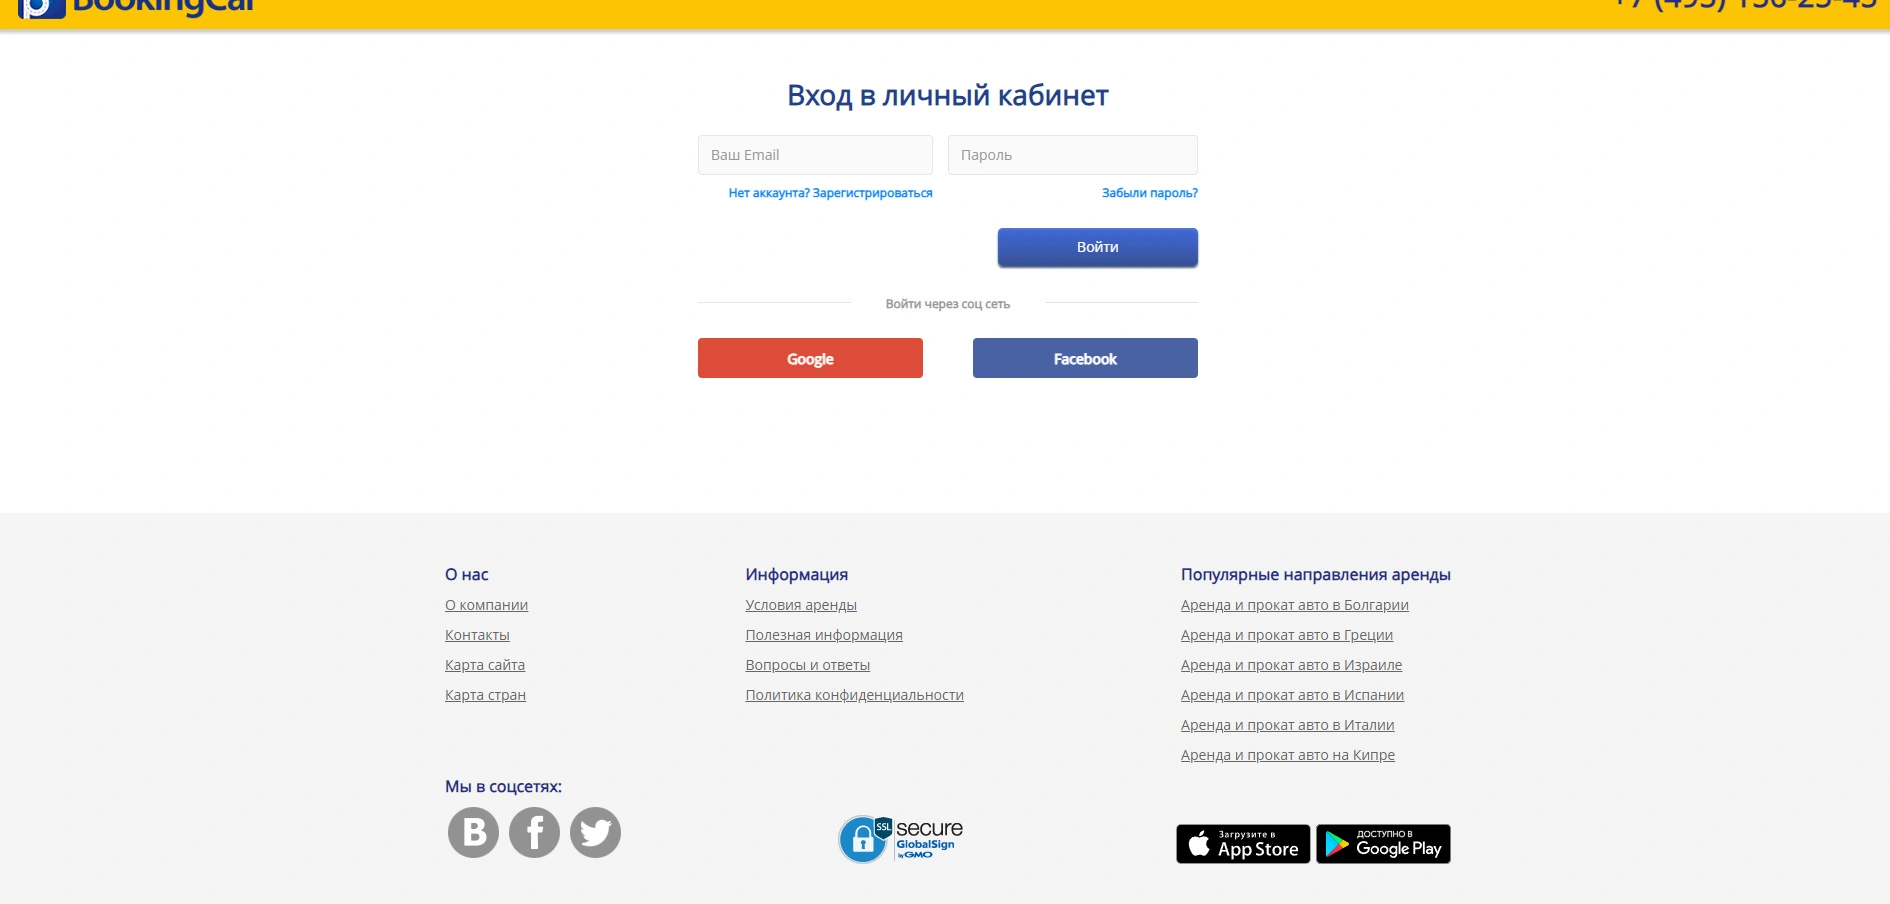 BookingCar
+7 (495) 136-25-45
Вход в личный кабинет
Ваш Email
Пароль
Нет аккаунта? Зарегистрироваться
Забыли пароль?
Войти
Войти через соц сеть
Google
Facebook
О нас
О компании
Контакты
Карта сайта
Карта стран
Информация
Условия аренды
Полезная информация
Вопросы и ответы
Политика конфиденциальности
Популярные направления аренды
Аренда и прокат авто в Болгарии
Аренда и прокат авто в Греции
Аренда и прокат авто в Израиле
Аренда и прокат авто в Испании
Аренда и прокат авто в Италии
Аренда и прокат авто на Кипре
Мы в соцсетях:
SSL
secure
GlobalSign
by GMO
Загрузите в
App Store
ДОСТУПНО В
Google Play